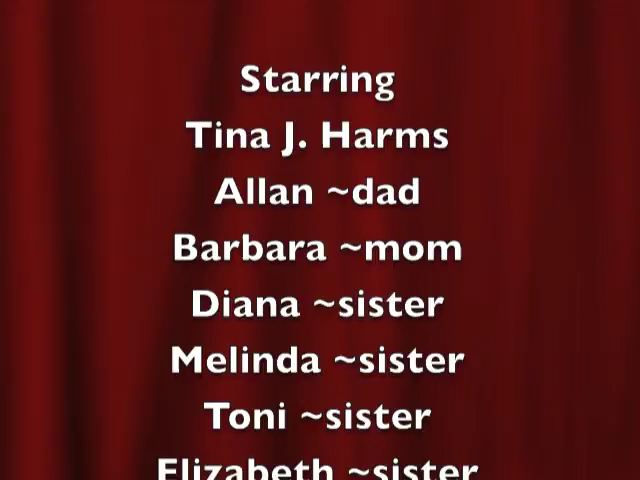 Starring
Tina J. Harms
Allan ~dad
Barbara ~mom
Diana ~sister
Melinda ~sister
Toni ~sister
Elizabeth ~sister